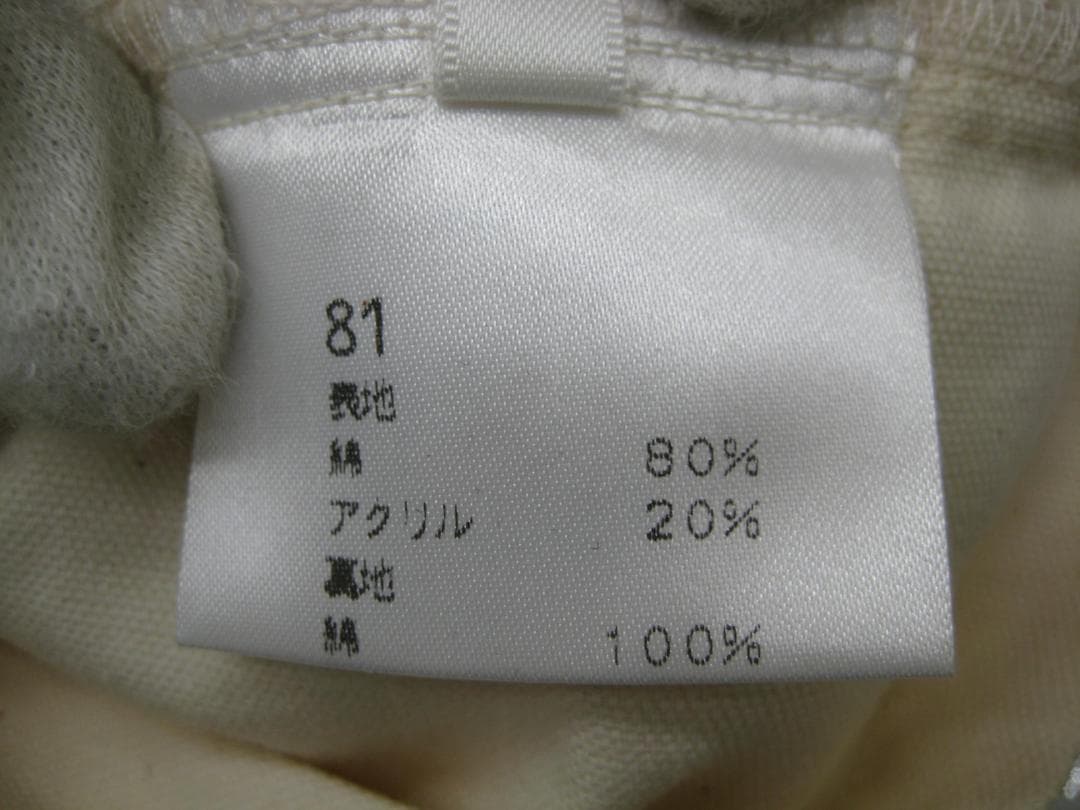 81
表地
綿 80%
アクリル 20%
裏地
綿 100%